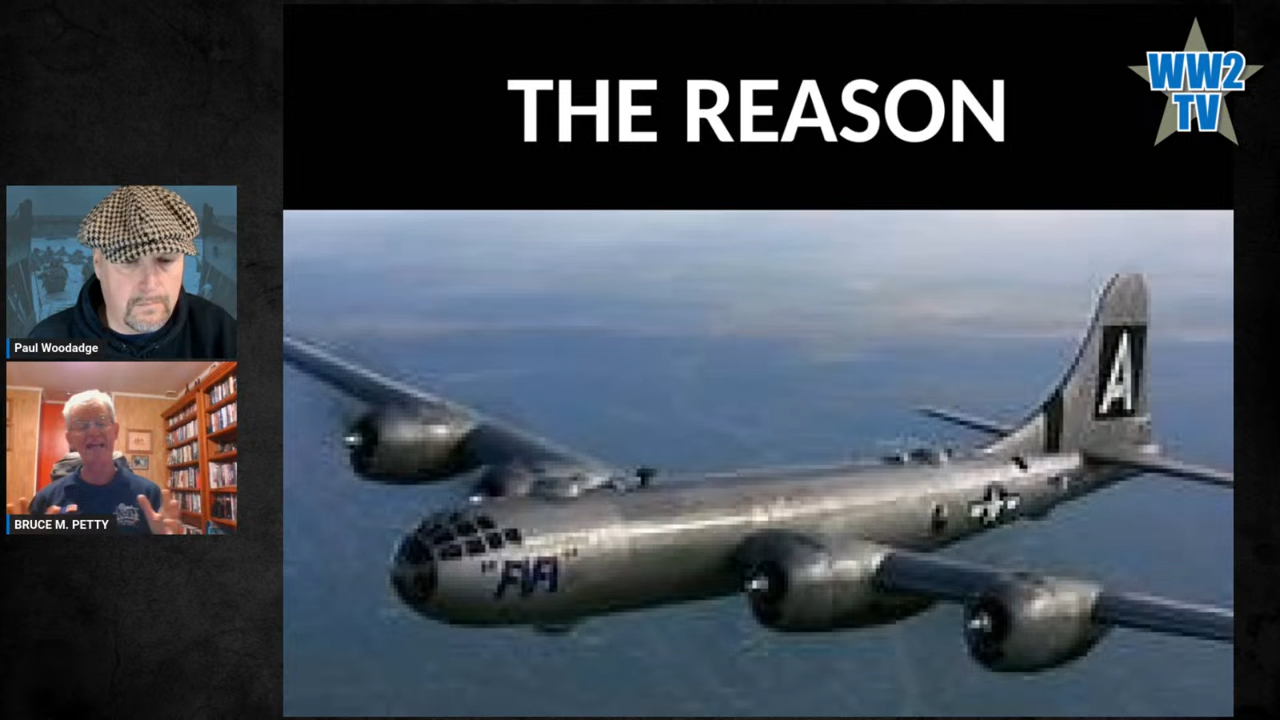 THE REASON
WW2
TV
Paul Woodadge
BRUCE M. PETTY
"FIFI"
A